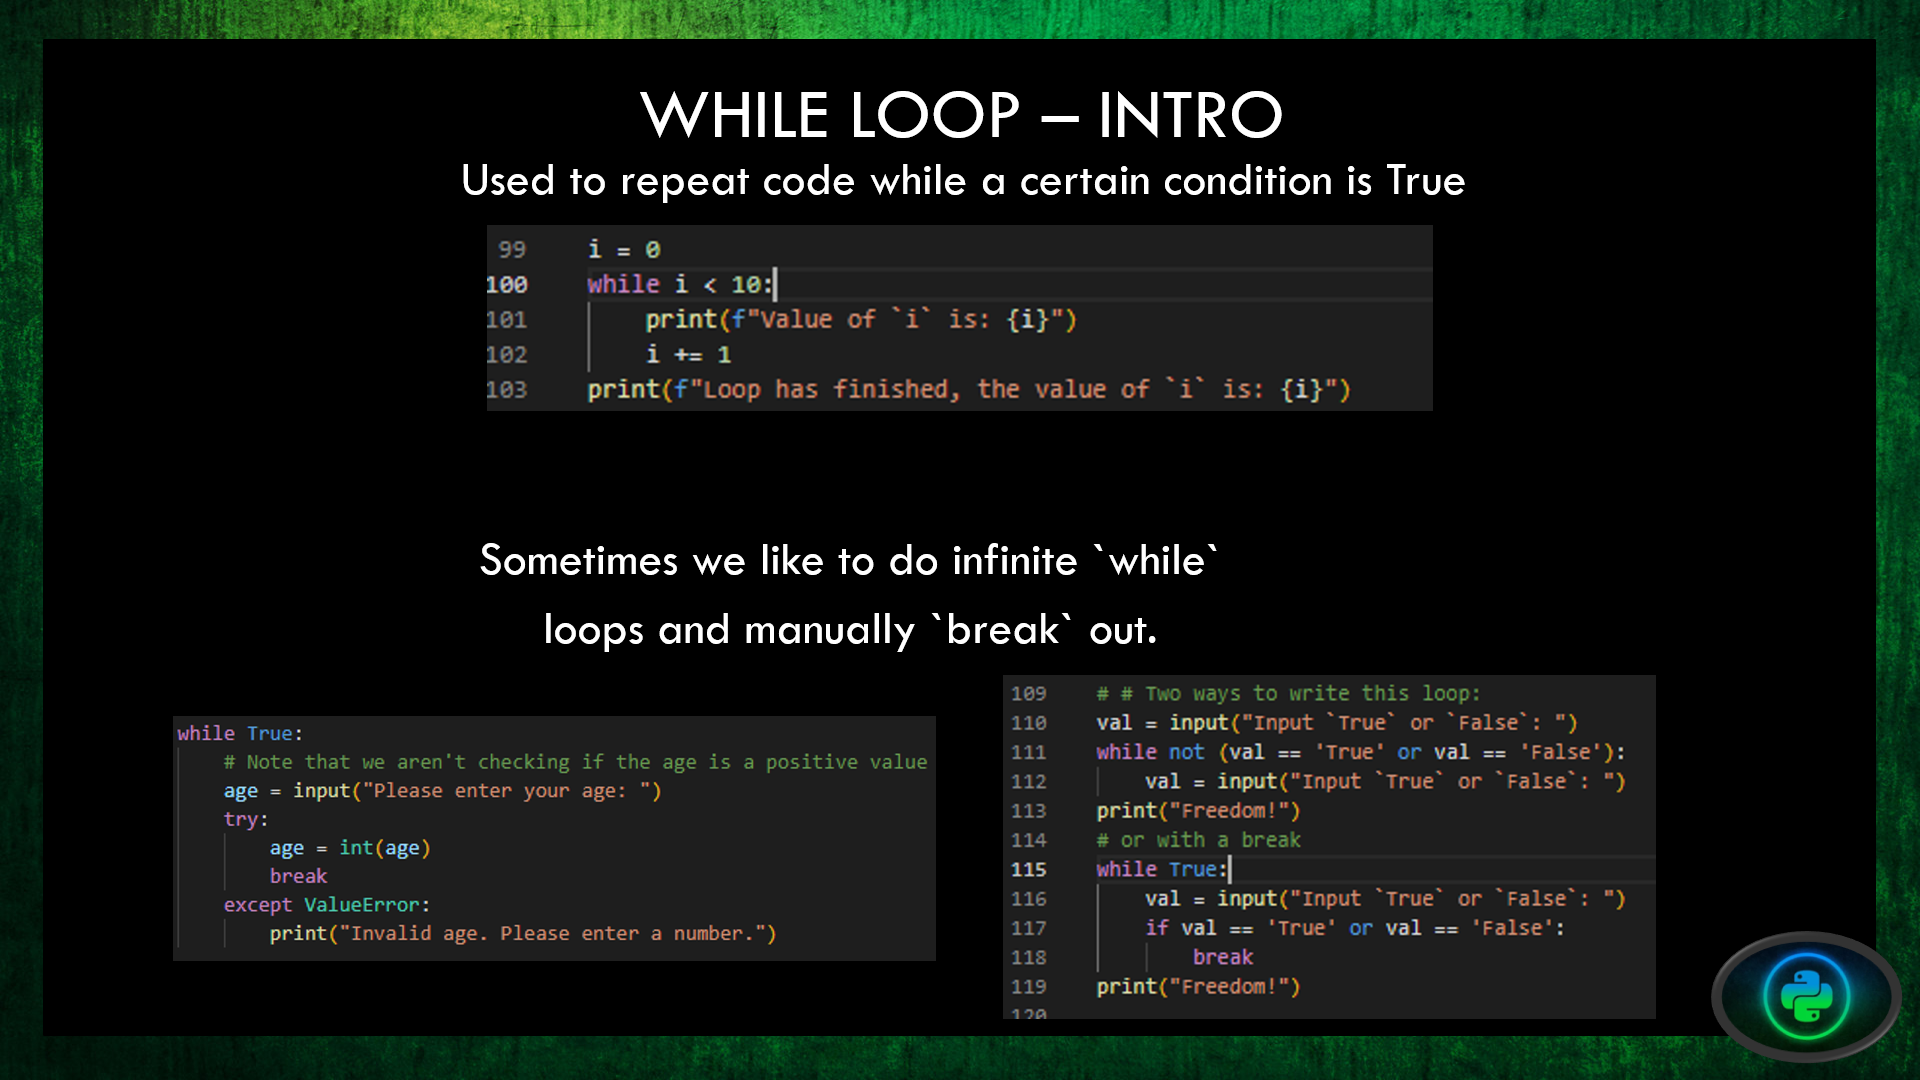 WHILE LOOP – INTRO
Used to repeat code while a certain condition is True
99 i = 0
100 while i < 10:
101 print(f"Value of `i` is: {i}")
102 i += 1
103 print(f"Loop has finished, the value of `i` is: {i}")
Sometimes we like to do infinite `while`
loops and manually `break` out.
while True:
# Note that we aren't checking if the age is a positive value
age = input("Please enter your age: ")
try:
age = int(age)
break
except ValueError:
print("Invalid age. Please enter a number.")
109 # # Two ways to write this loop:
110 val = input("Input `True` or `False`: ")
111 while not (val == 'True' or val == 'False'):
112 val = input("Input `True` or `False`: ")
113 print("Freedom!")
114 # or with a break
115 while True:
116 val = input("Input `True` or `False`: ")
117 if val == 'True' or val == 'False':
118 break
119 print("Freedom!")
120